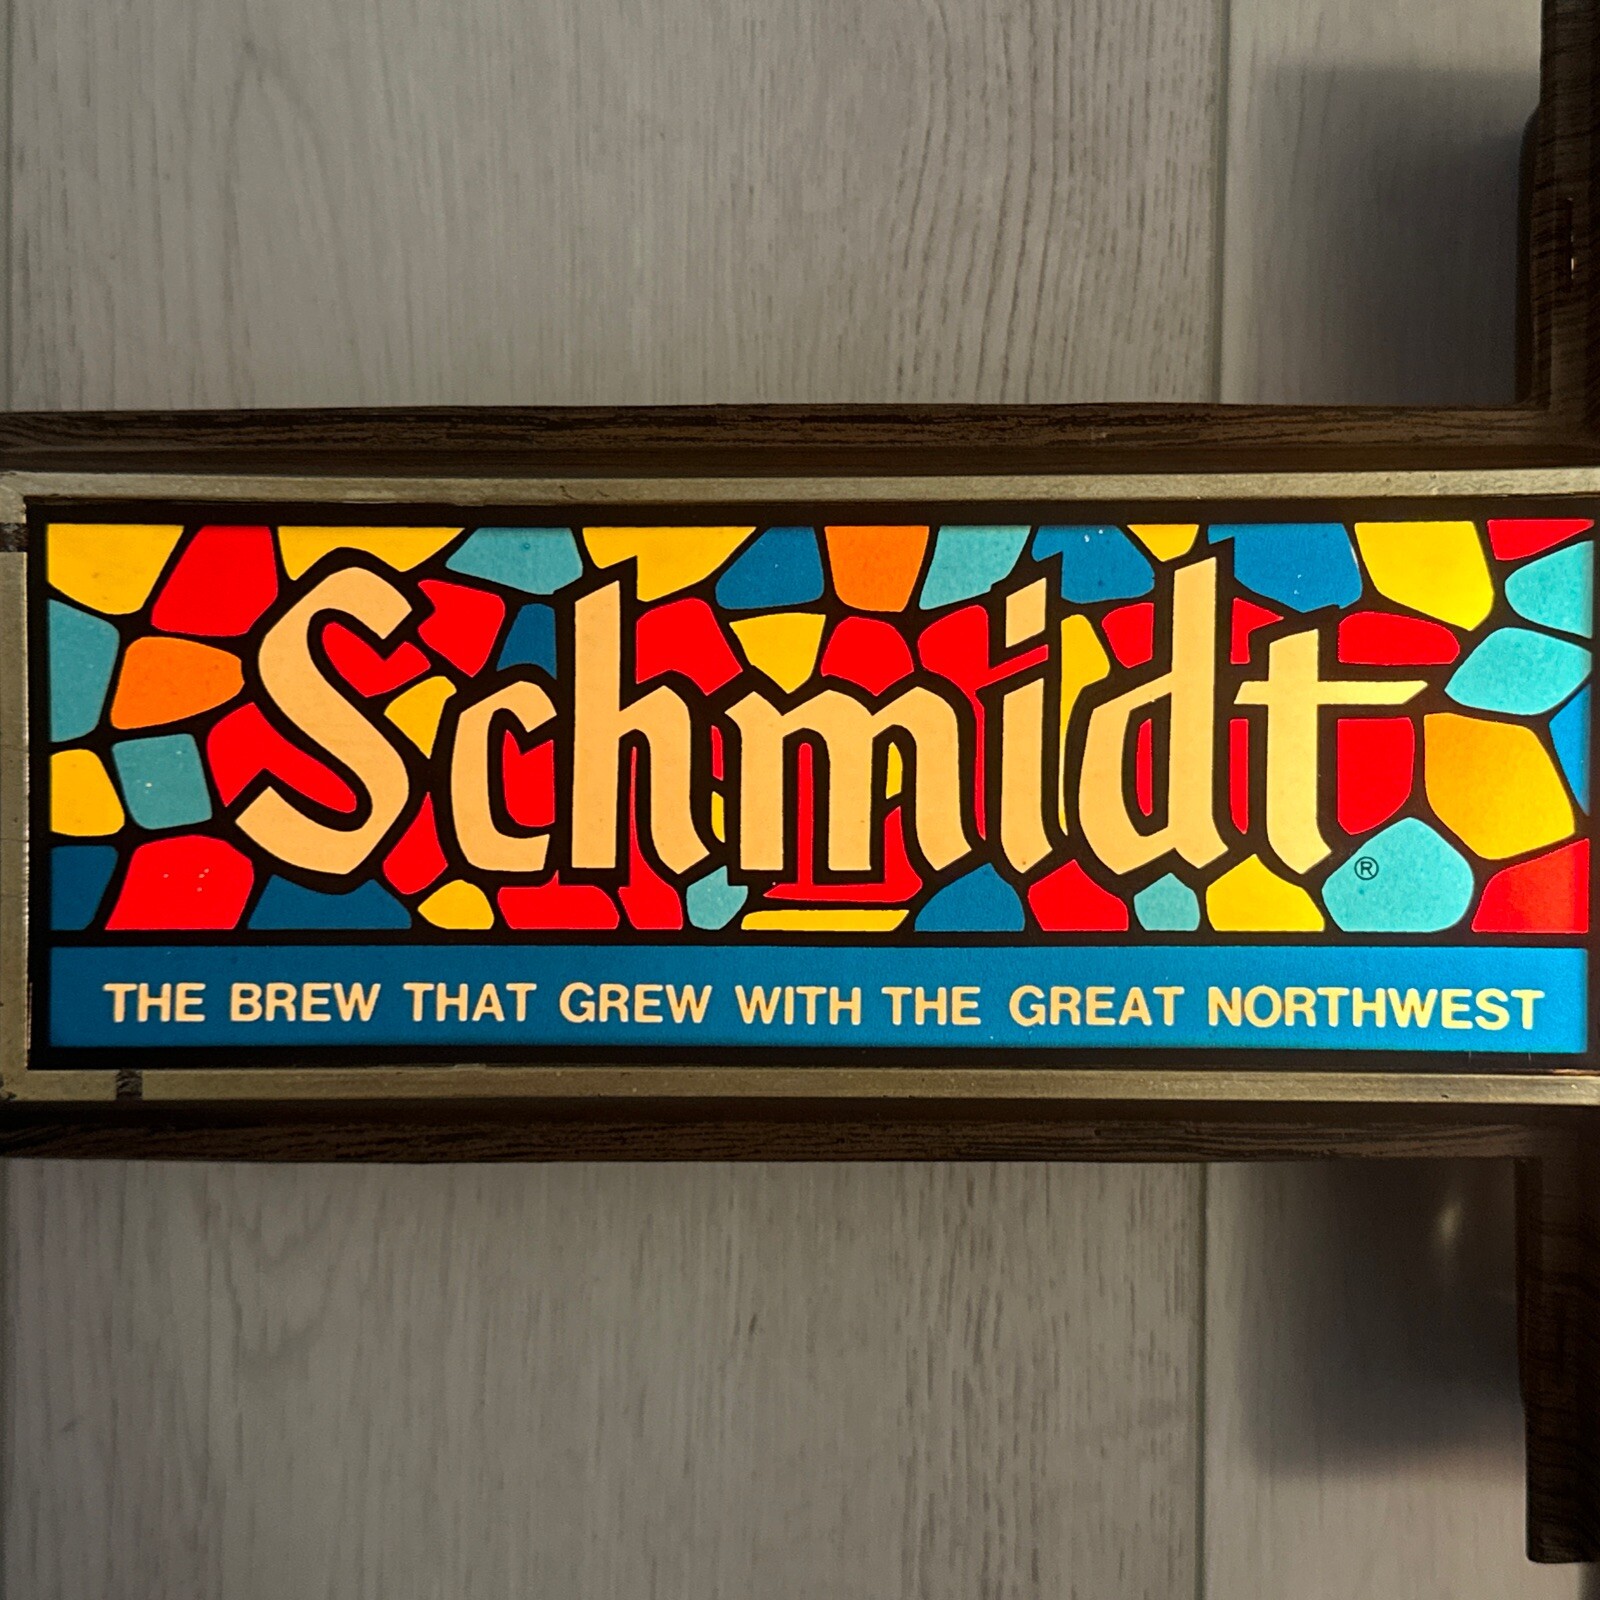 Schmidt®
THE BREW THAT GREW WITH THE GREAT NORTHWEST